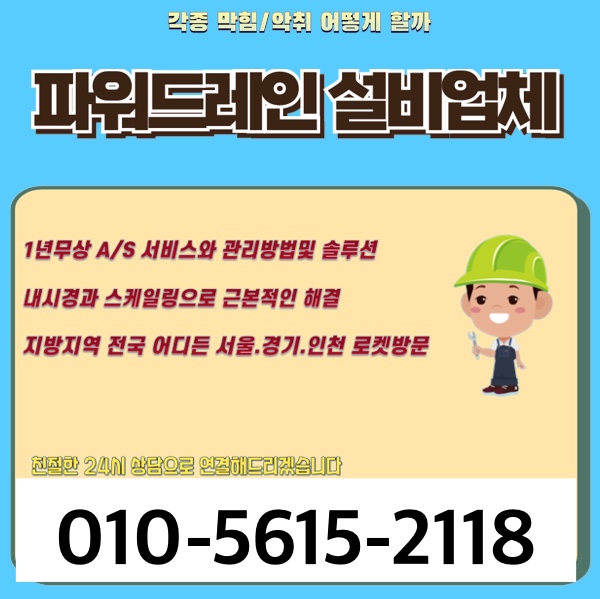 각종 막힘/악취 어떻게 할까
파워드레인 설비업체
1년무상 A/S 서비스와 관리방법및 솔루션
내시경과 스케일링으로 근본적인 해결
지방지역 전국 어디든 서울.경기.인천 로켓방문
친절한 24시 상담으로 연결해드리겠습니다
010-5615-2118